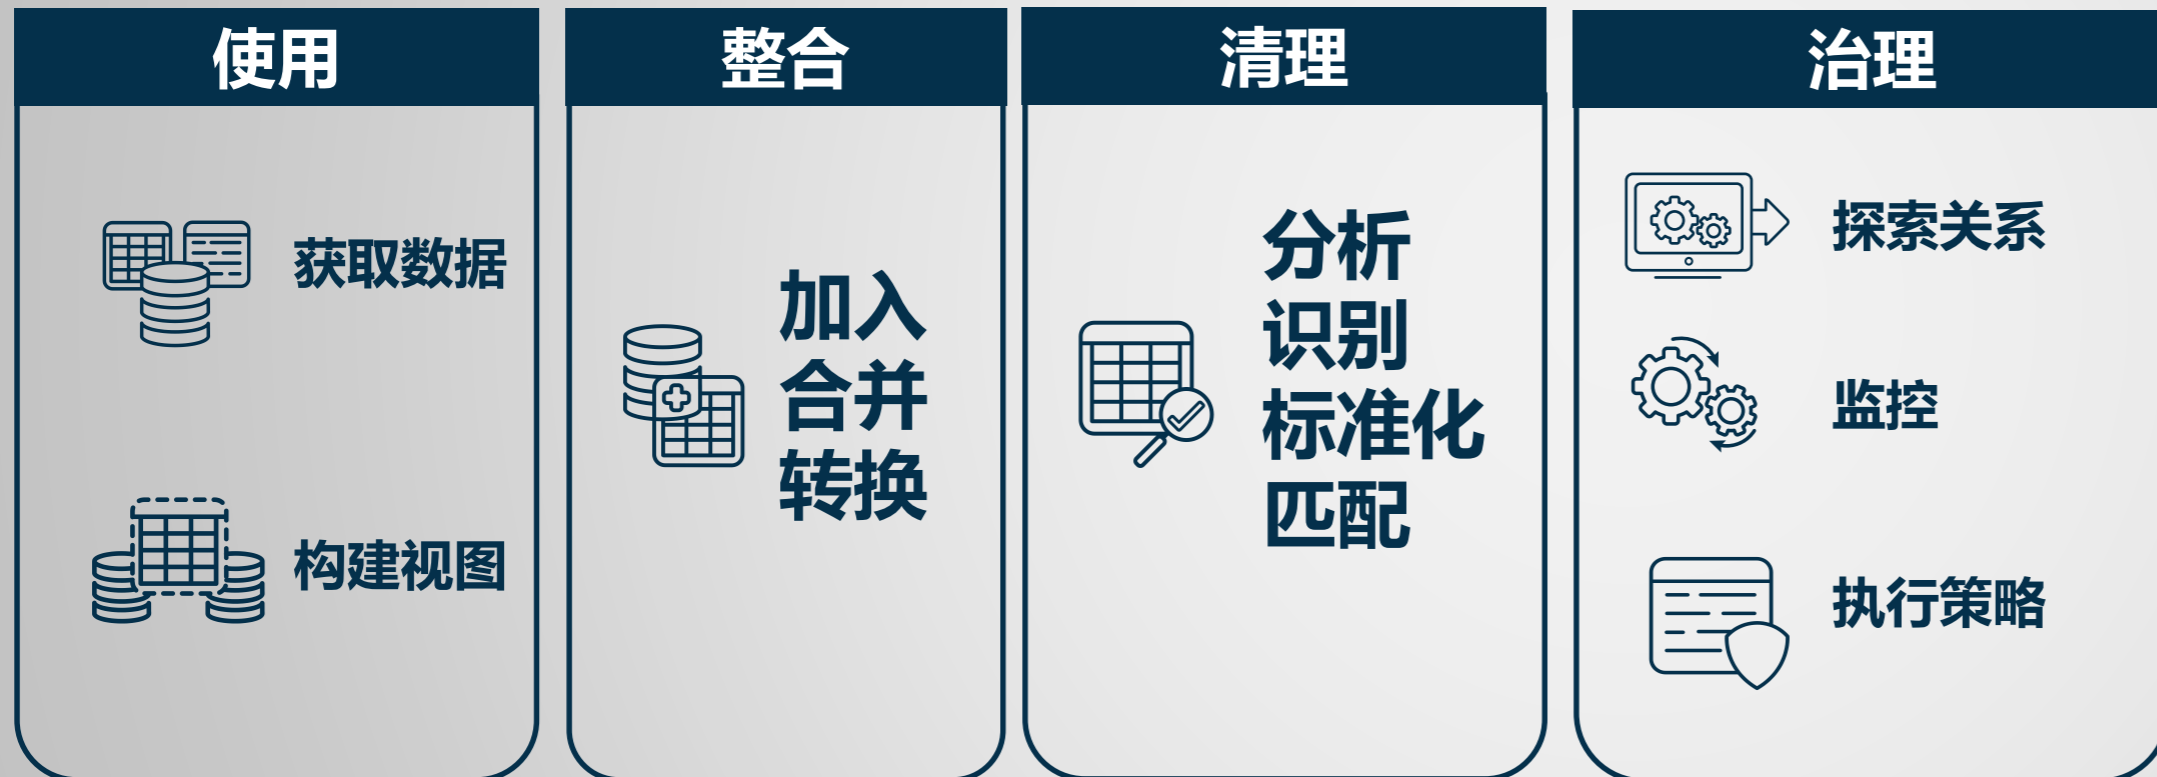 使用
获取数据
构建视图
整合
加入
合并
转换
清理
分析
识别
标准化
匹配
治理
探索关系
监控
执行策略